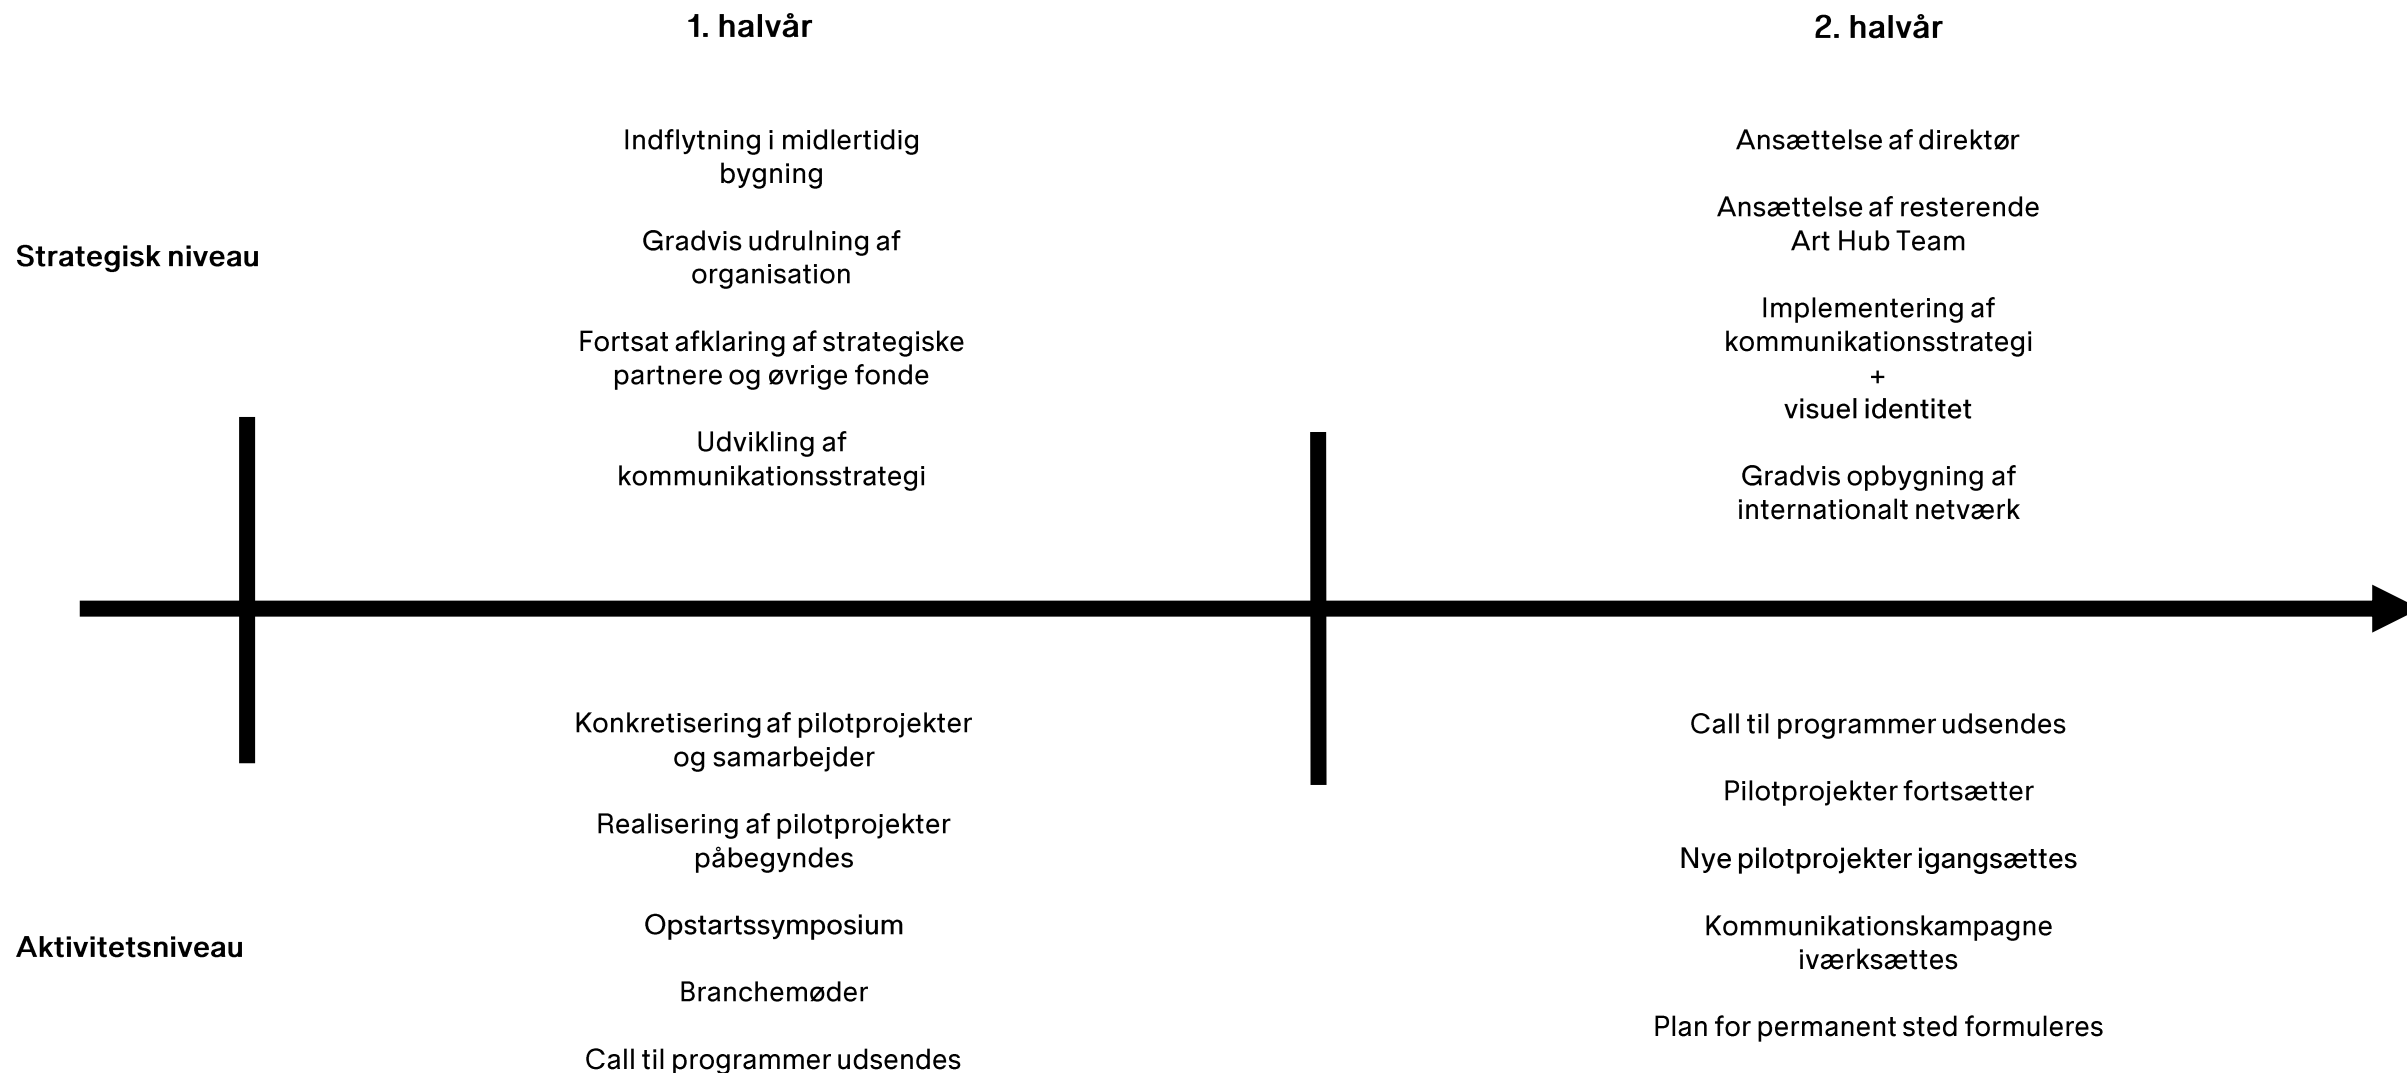 1. halvår
2. halvår
Strategisk niveau
Indflytning i midlertidig
bygning
Gradvis udrulning af
organisation
Fortsat afklaring af strategiske
partnere og øvrige fonde
Udvikling af
kommunikationsstrategi
Ansættelse af direktør
Ansættelse af resterende
Art Hub Team
Implementering af
kommunikationsstrategi
+
visuel identitet
Gradvis opbygning af
internationalt netværk
Aktivitetsniveau
Konkretisering af pilotprojekter
og samarbejder
Realisering af pilotprojekter
påbegyndes
Opstartssymposium
Branchemøder
Call til programmer udsendes
Call til programmer udsendes
Pilotprojekter fortsætter
Nye pilotprojekter igangsættes
Kommunikationskampagne
iværksættes
Plan for permanent sted formuleres